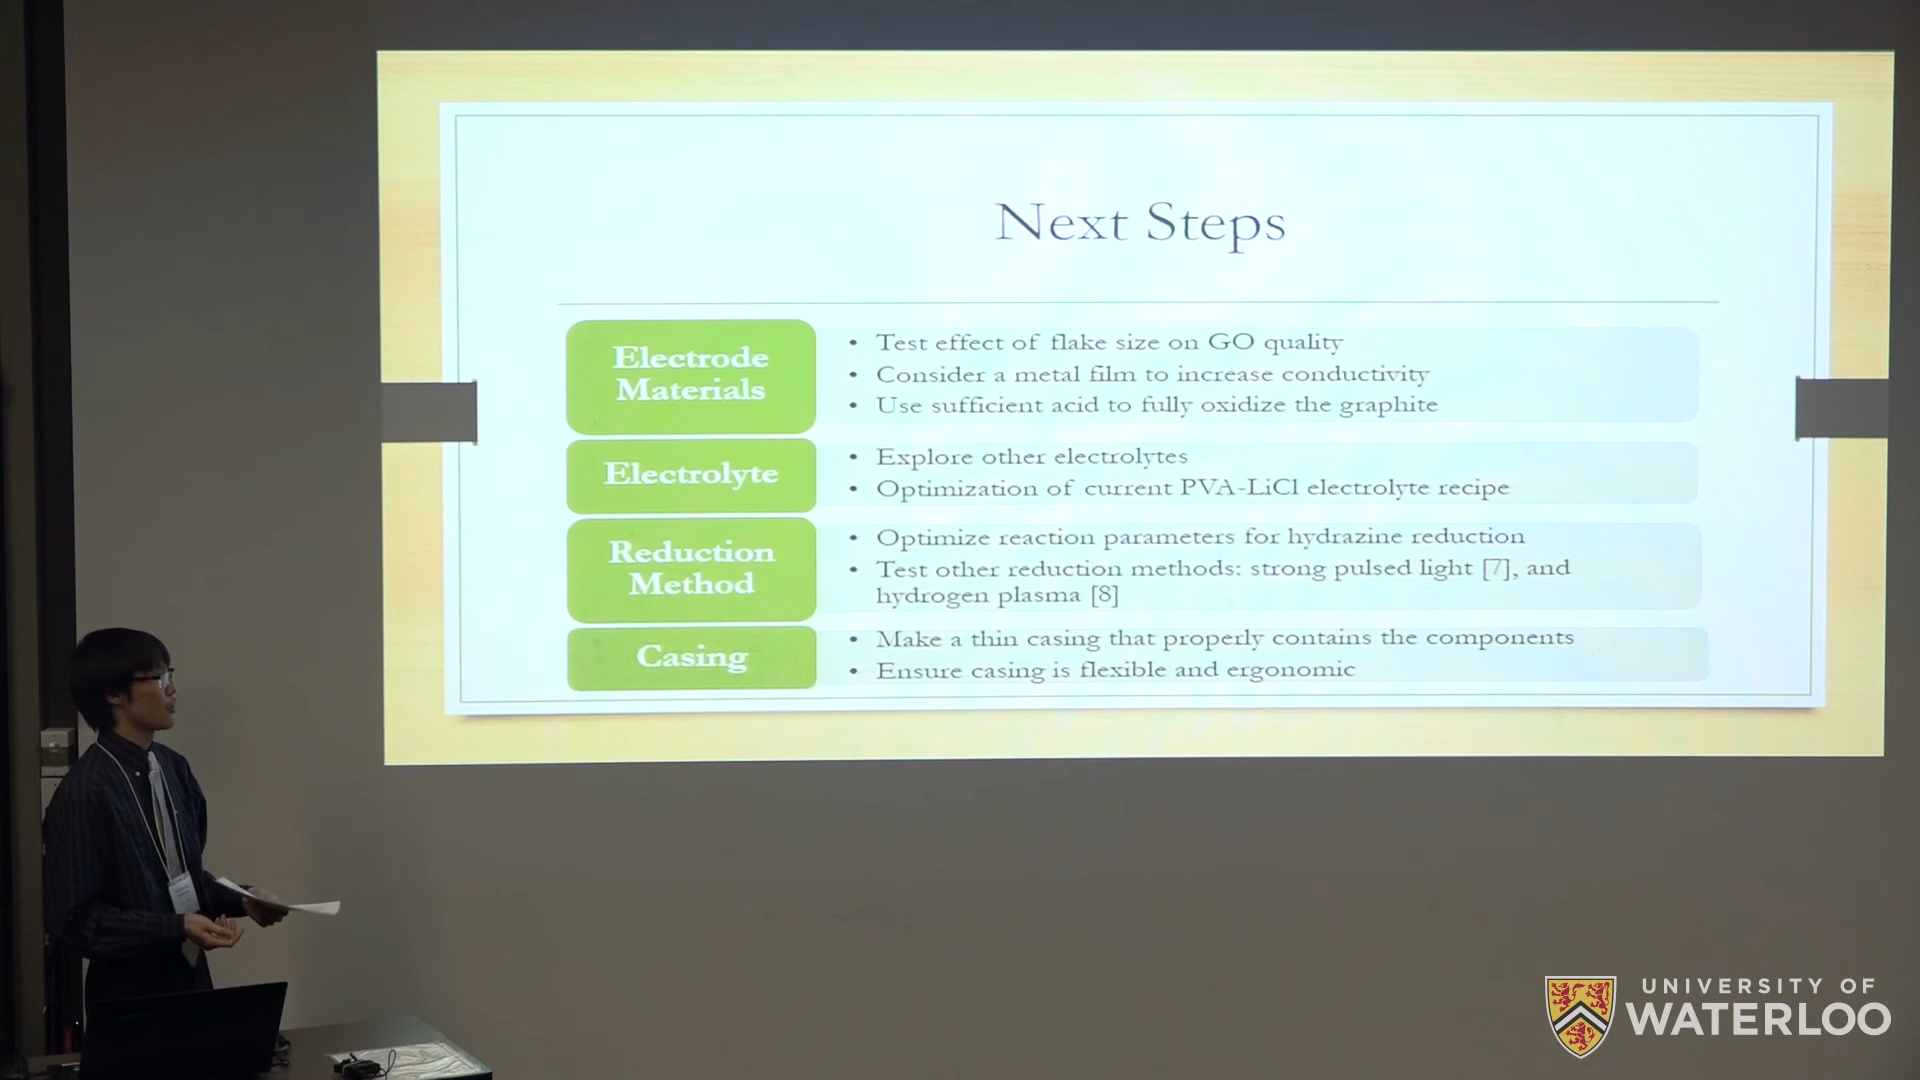 Next Steps
Electrode
Materials
• Test effect of flake size on GO quality
• Consider a metal film to increase conductivity
• Use sufficient acid to fully oxidize the graphite
Electrolyte
• Explore other electrolytes
• Optimization of current PVA-LiCl electrolyte recipe
Reduction
Method
• Optimize reaction parameters for hydrazine reduction
• Test other reduction methods: strong pulsed light [7], and
hydrogen plasma [8]
Casing
• Make a thin casing that properly contains the components
• Ensure casing is flexible and ergonomic
UNIVERSITY OF
WATERLOO